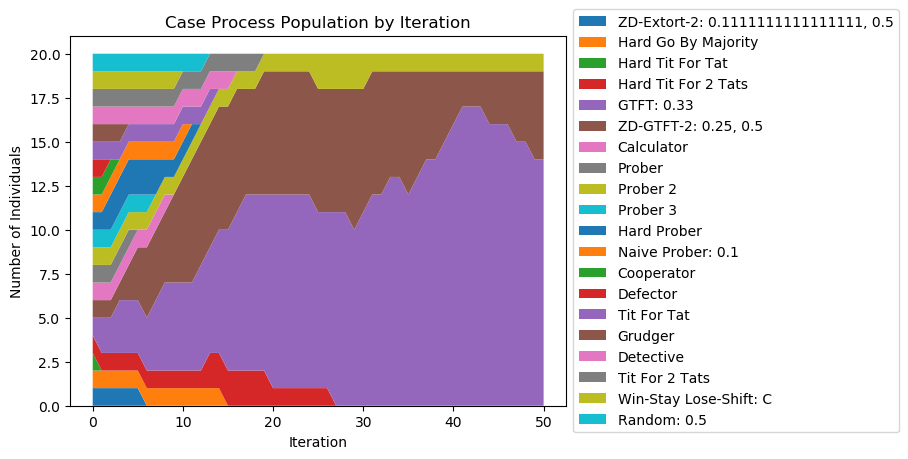 Case Process Population by Iteration
Number of Individuals
20.0
17.5
15.0
12.5
10.0
7.5
5.0
2.5
0.0
0
10
20
30
40
50
Iteration
ZD-Extort-2: 0.1111111111111111, 0.5
Hard Go By Majority
Hard Tit For Tat
Hard Tit For 2 Tats
GTFT: 0.33
ZD-GTFT-2: 0.25, 0.5
Calculator
Prober
Prober 2
Prober 3
Hard Prober
Naive Prober: 0.1
Cooperator
Defector
Tit For Tat
Grudger
Detective
Tit For 2 Tats
Win-Stay Lose-Shift: C
Random: 0.5